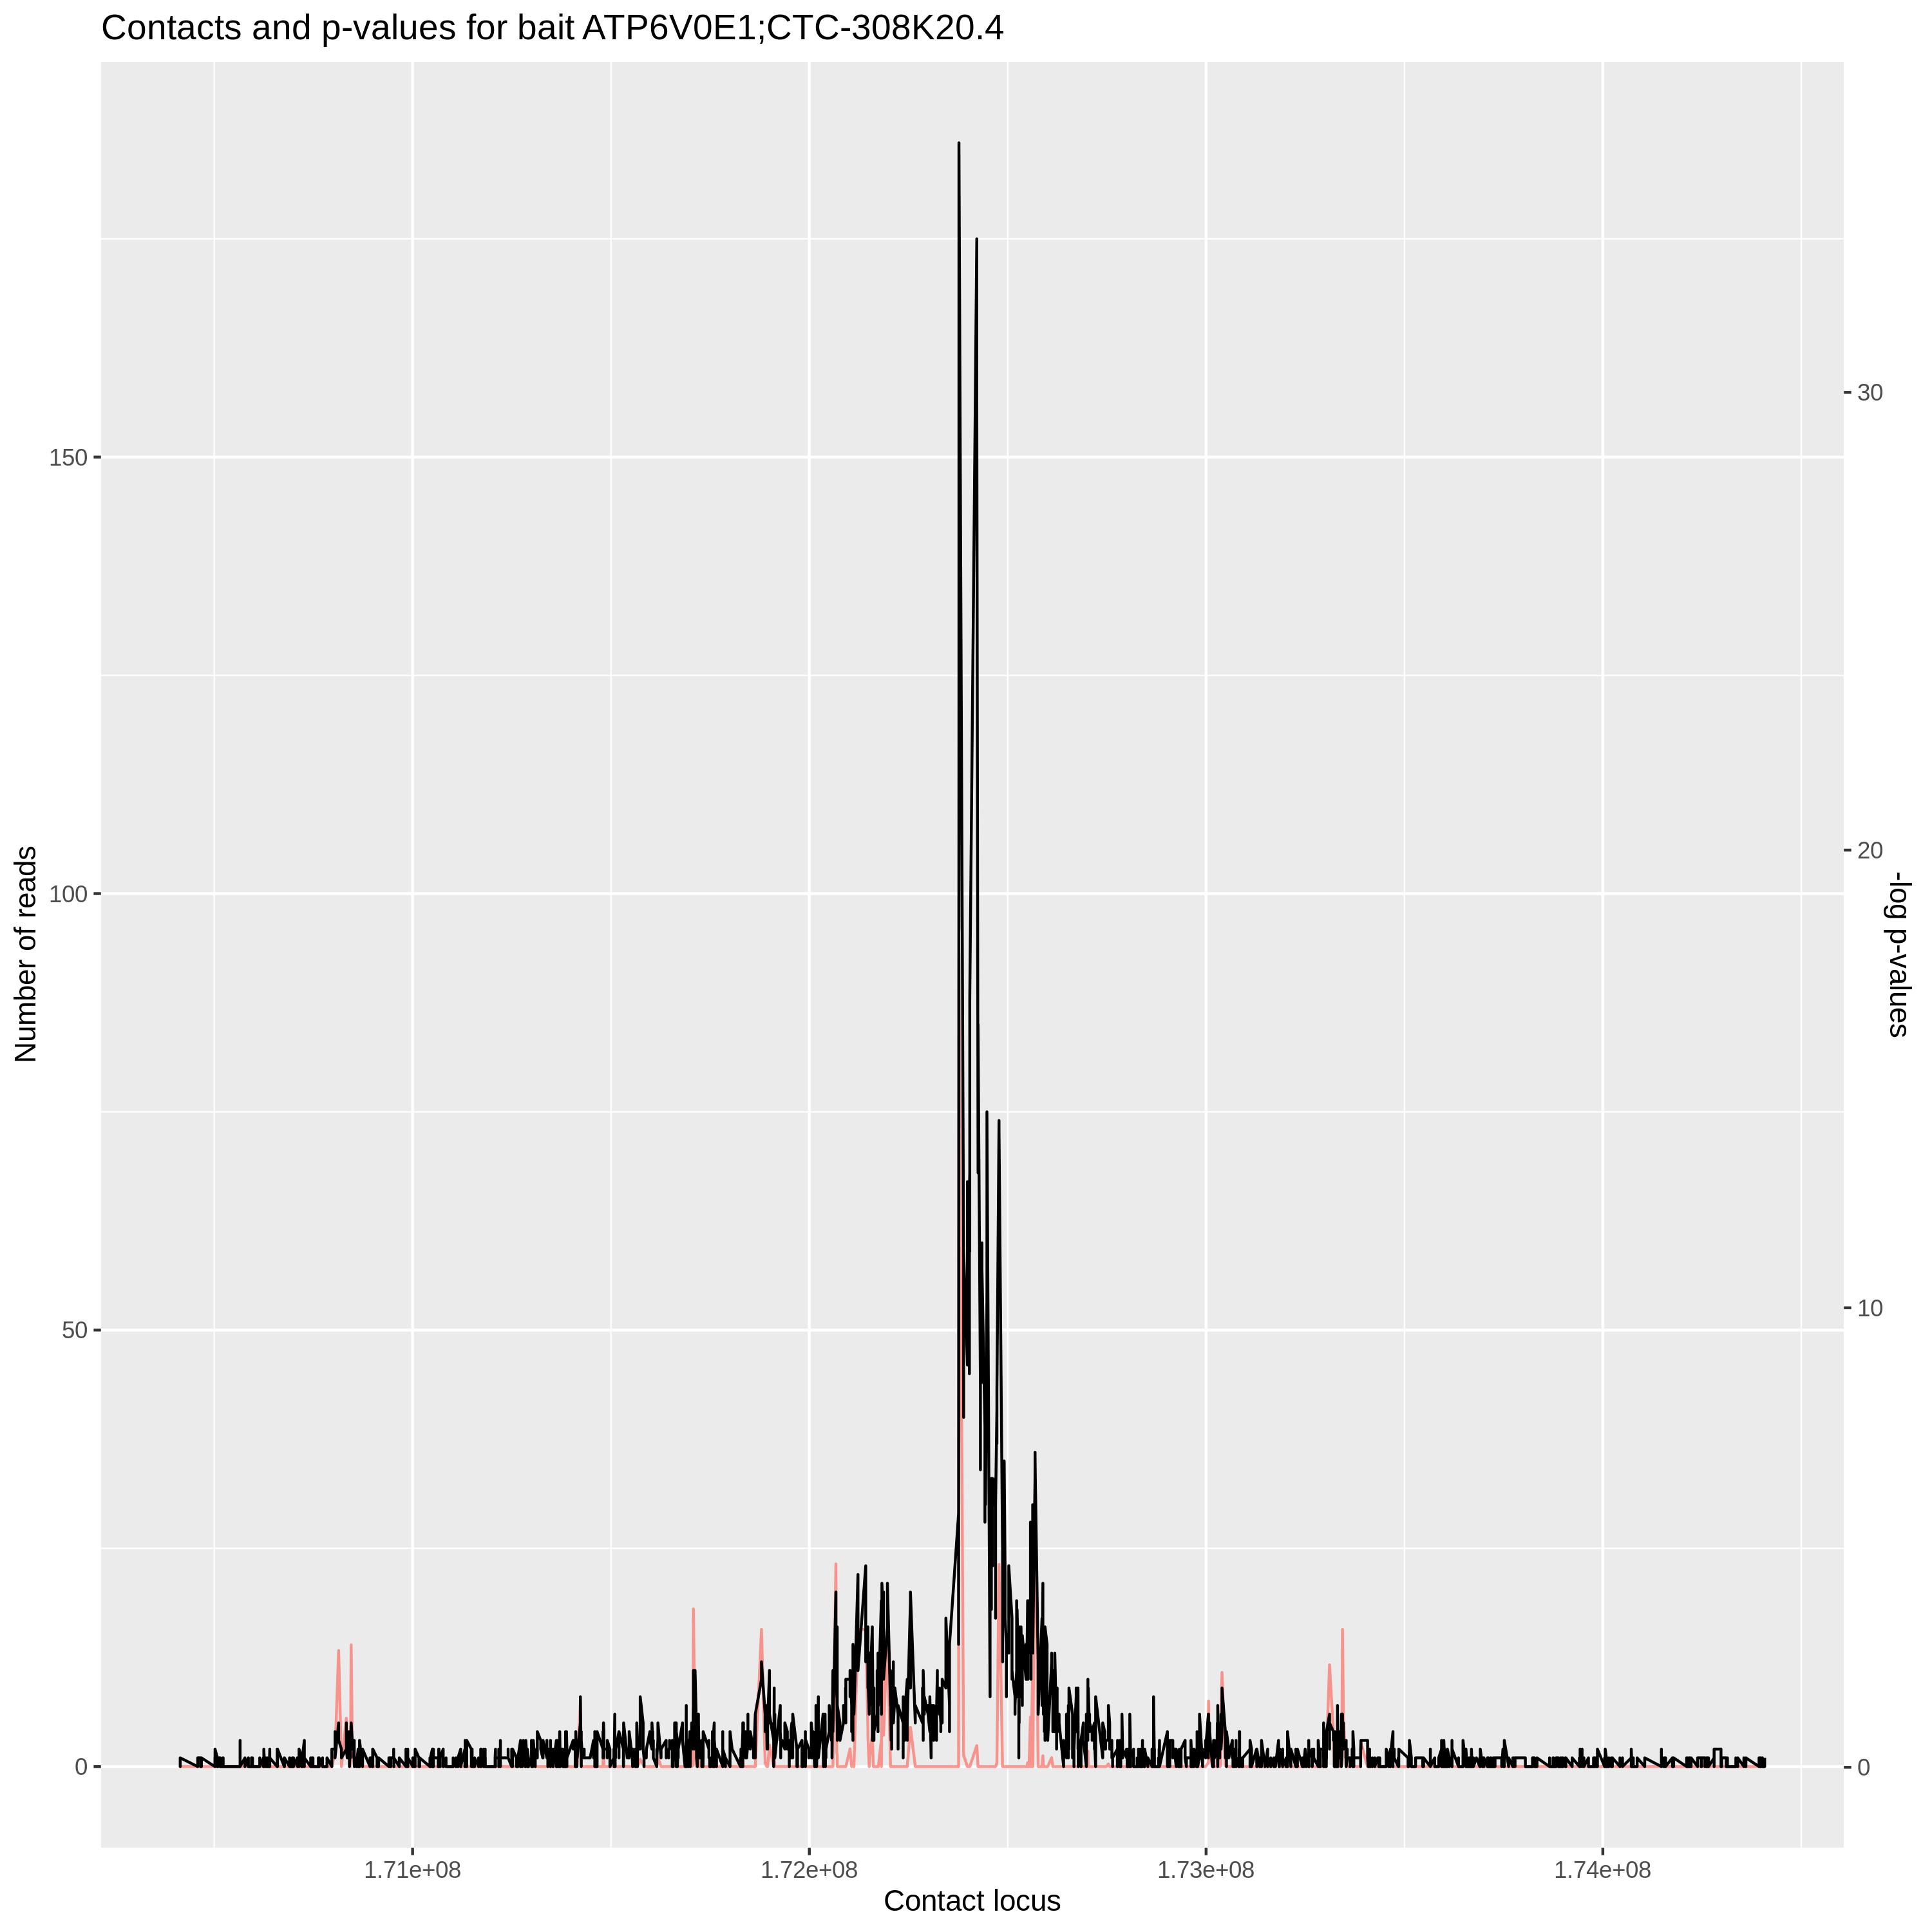 Contacts and p-values for bait ATP6V0E1;CTC-308K20.4
Number of reads
150
100
50
0
30
20
10
0
-log p-values
1.71e+08
1.72e+08
1.73e+08
1.74e+08
Contact locus